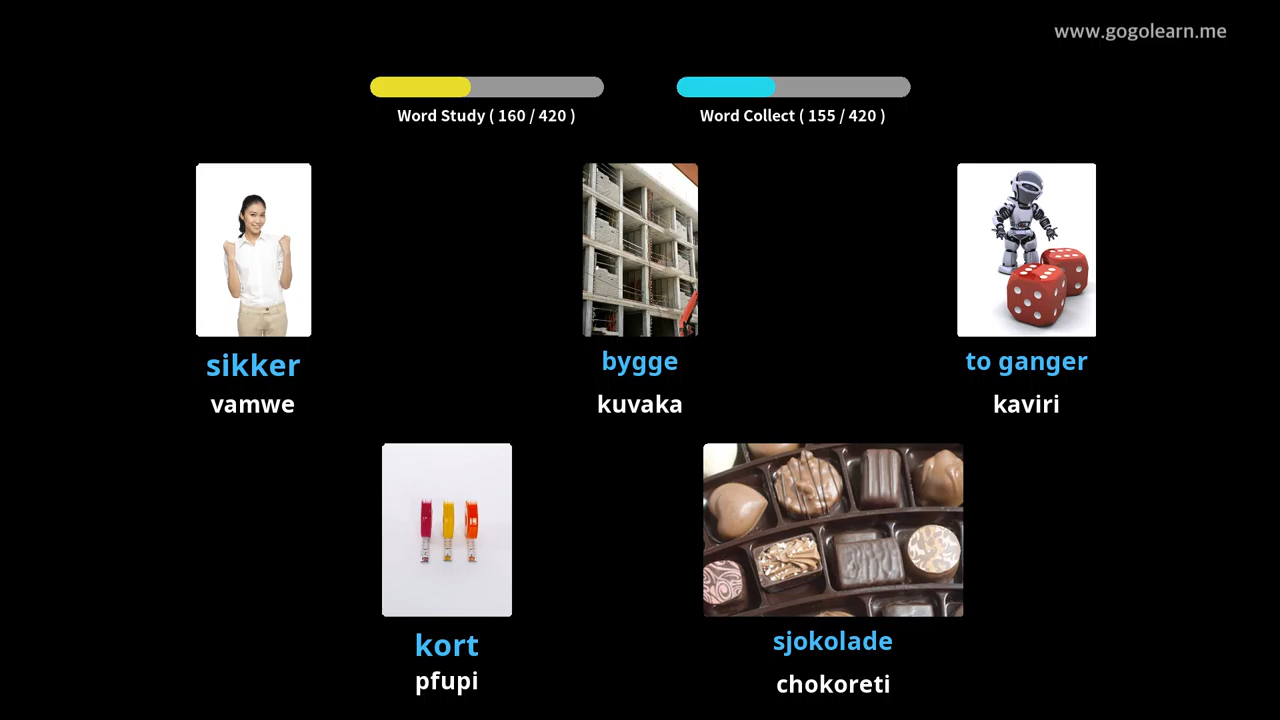 www.gogolearn.me
Word Study ( 160 / 420 )
Word Collect ( 155 / 420 )
sikker
vamwe
bygge
kuvaka
to ganger
kaviri
kort
pfupi
sjokolade
chokoreti